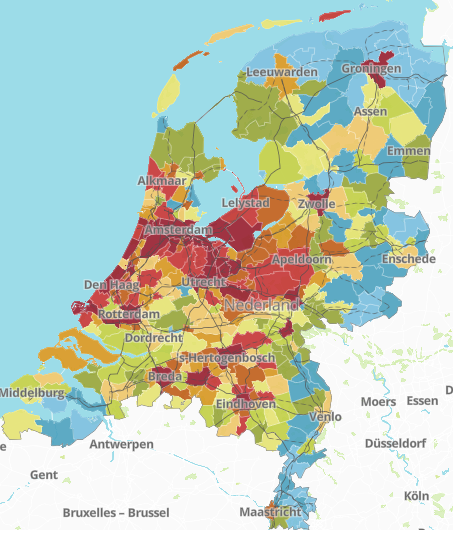 Leeuwarden
Groningen
Assen
Emmen
Alkmaar
Lelystad
Zwolle
Amsterdam
Apeldoorn
Enschede
Den Haag
Utrecht
Nederland
Rotterdam
Dordrecht
's-Hertogenbosch
Breda
Middelburg
Eindhoven
Venlo
Moers
Essen
D
Antwerpen
Düsseldorf
e
Gent
Köln
Bruxelles – Brussel
Maastricht